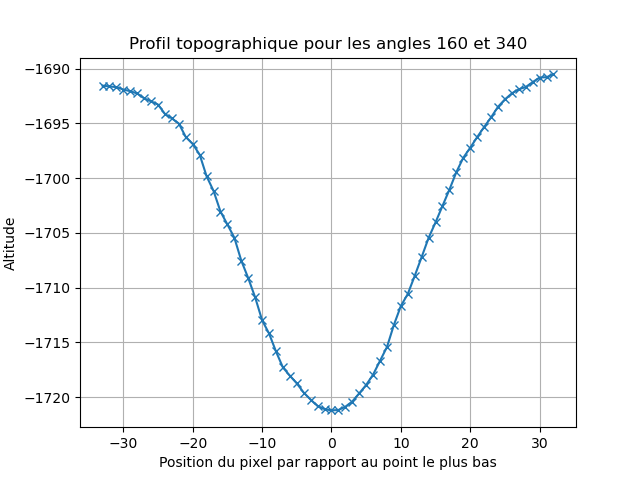 Profil topographique pour les angles 160 et 340
−1690
−1695
−1700
−1705
−1710
−1715
−1720
Altitude
−30 −20 −10 0 10 20 30
Position du pixel par rapport au point le plus bas